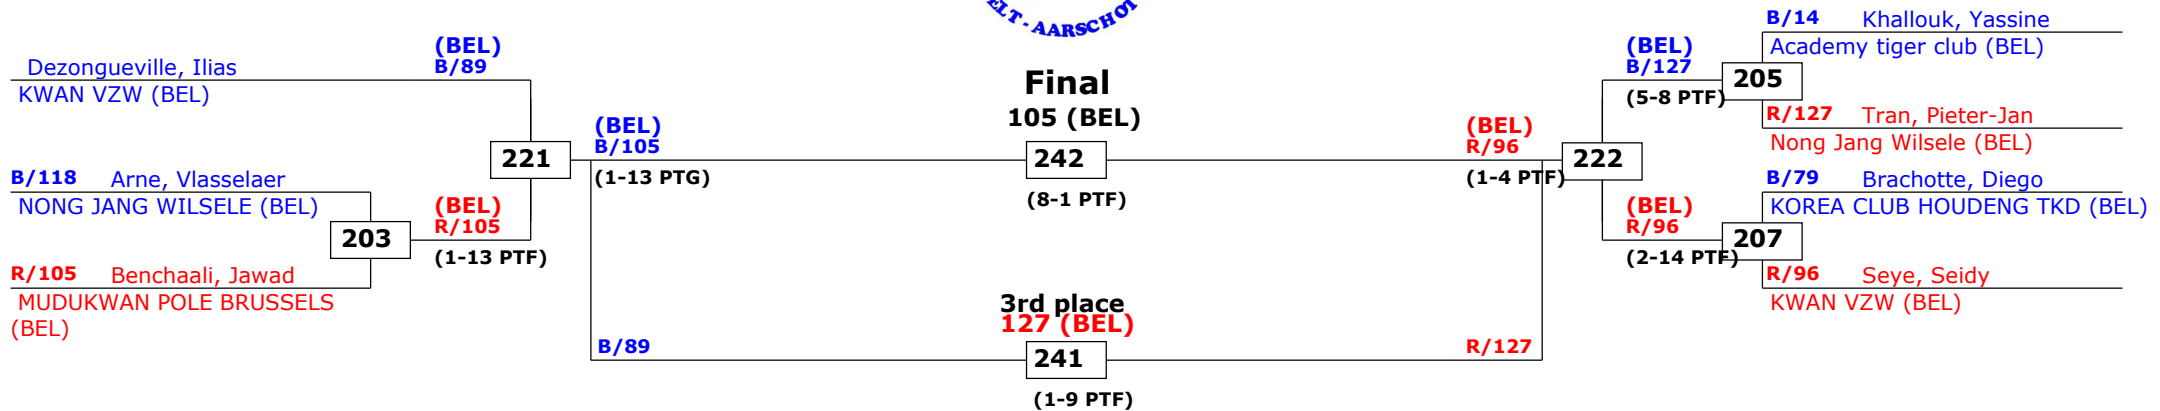 ELT - AARSCHOT
(BEL)
B/89
Dezongueville, Ilias
KWAN VZW (BEL)
221
B/118 Arne, Vlasselaer
NONG JANG WILSELE (BEL)
203
(BEL)
R/105
(1-13 PTF)
R/105 Benchaali, Jawad
MUDUKWAN POLE BRUSSELS
(BEL)
(BEL)
B/105
(1-13 PTG)
Final
105 (BEL)
242
(8-1 PTF)
3rd place
127 (BEL)
B/89
241
R/127
(1-9 PTF)
(BEL)
R/96
(1-4 PTF)
222
(BEL)
B/127
(5-8 PTF)
205
B/14 Khallouk, Yassine
Academy tiger club (BEL)
R/127 Tran, Pieter-Jan
Nong Jang Wilsele (BEL)
(BEL)
R/96
(2-14 PTF)
207
B/79 Brachotte, Diego
KOREA CLUB HOUDENG TKD (BEL)
R/96 Seye, Seidy
KWAN VZW (BEL)